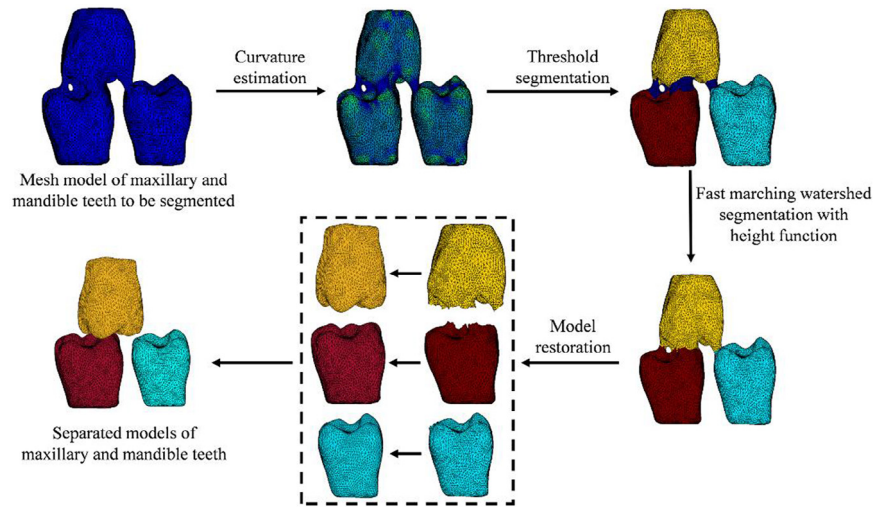 Curvature
estimation
Threshold
segmentation
Mesh model of maxillary and
mandible teeth to be segmented
Fast marching watershed
segmentation with
height function
Model
restoration
Separated models of
maxillary and mandible teeth